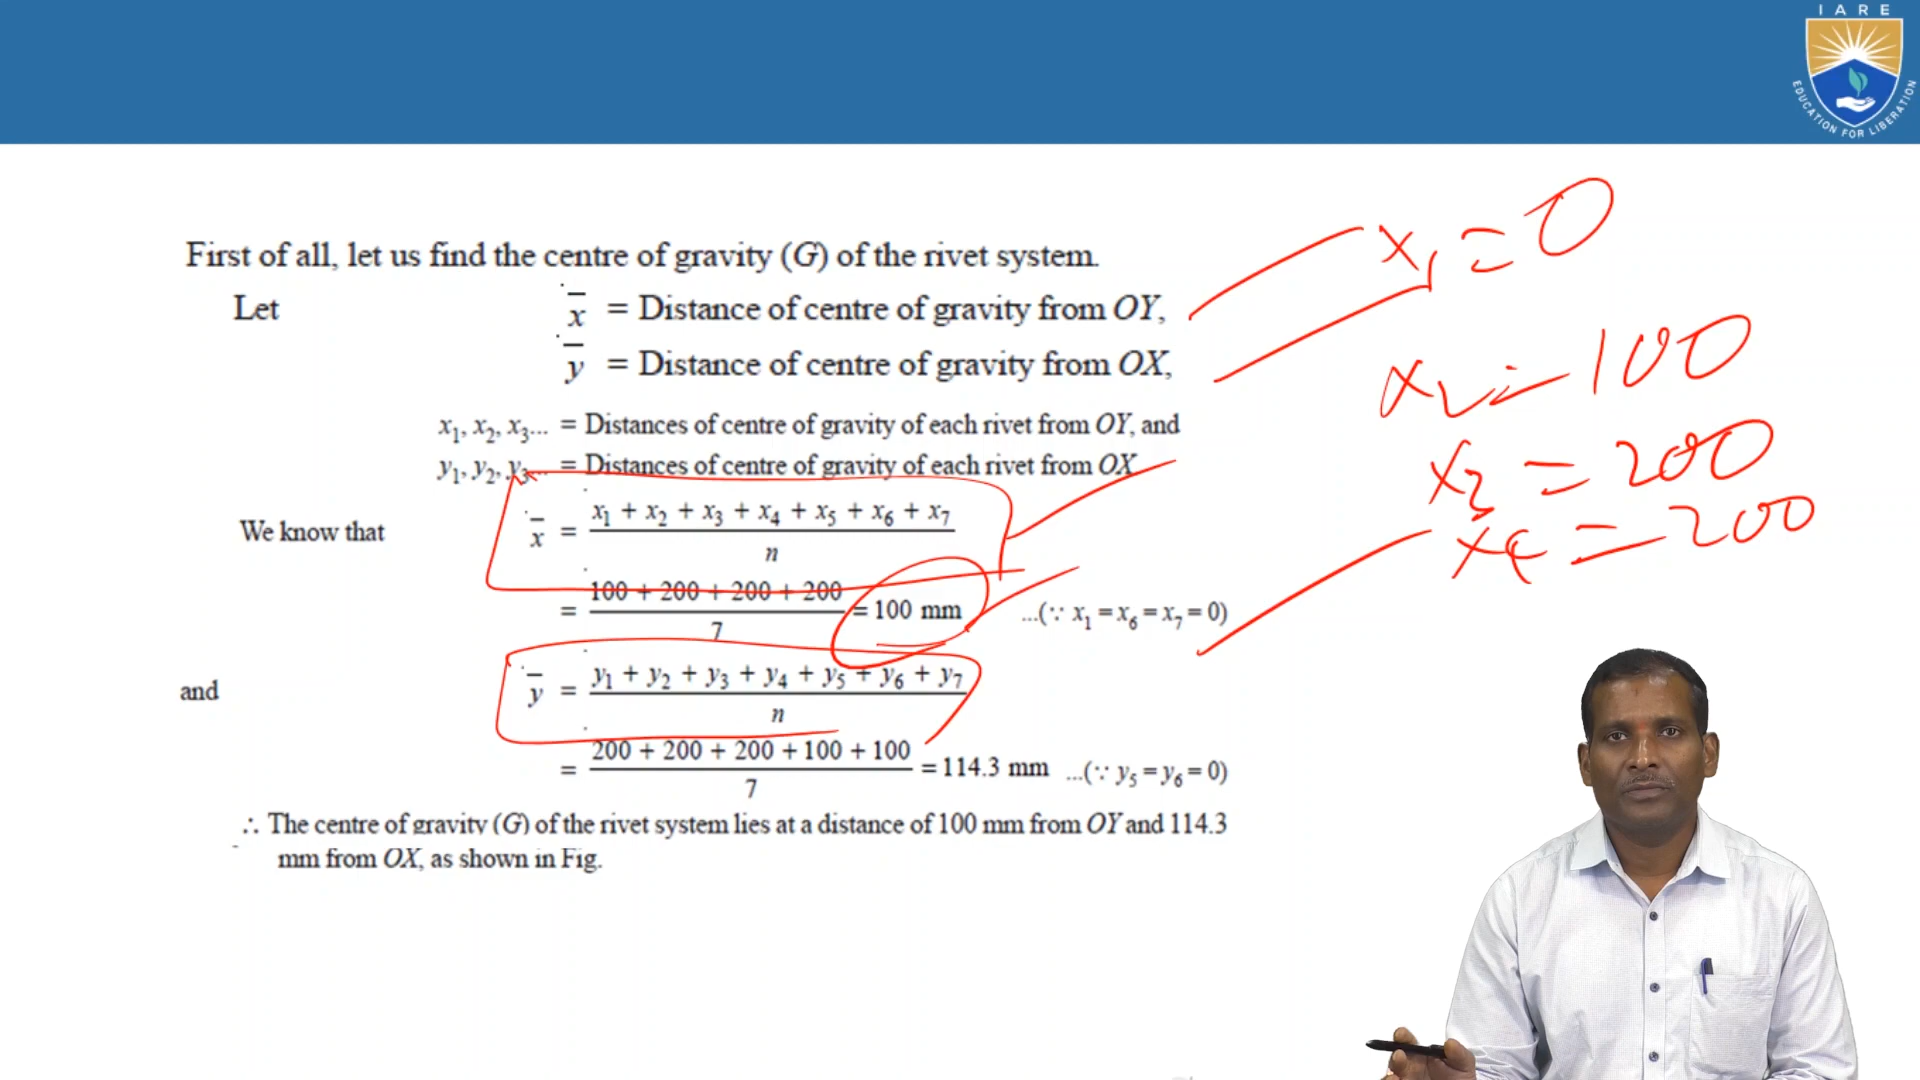 IARE
EDUCATION FOR LIBERATION
First of all, let us find the centre of gravity (G) of the rivet system.
Let x̄ = Distance of centre of gravity from OY,
ȳ = Distance of centre of gravity from OX,
x₁, x₂, x₃... = Distances of centre of gravity of each rivet from OY, and
y₁, y₂, y₃... = Distances of centre of gravity of each rivet from OX
We know that x̄ = (x₁ + x₂ + x₃ + x₄ + x₅ + x₆ + x₇) / n
= (100 + 200 + 200 + 200) / 7 = 100 mm ...(∵ x₁ = x₆ = x₇ = 0)
and ȳ = (y₁ + y₂ + y₃ + y₄ + y₅ + y₆ + y₇) / n
= (200 + 200 + 200 + 100 + 100) / 7 = 114.3 mm ...(∵ y₅ = y₆ = 0)
∴ The centre of gravity (G) of the rivet system lies at a distance of 100 mm from OY and 114.3
mm from OX, as shown in Fig.
x₁ = 0
x₂ = 100
x₃ = 200
x₄ = 200